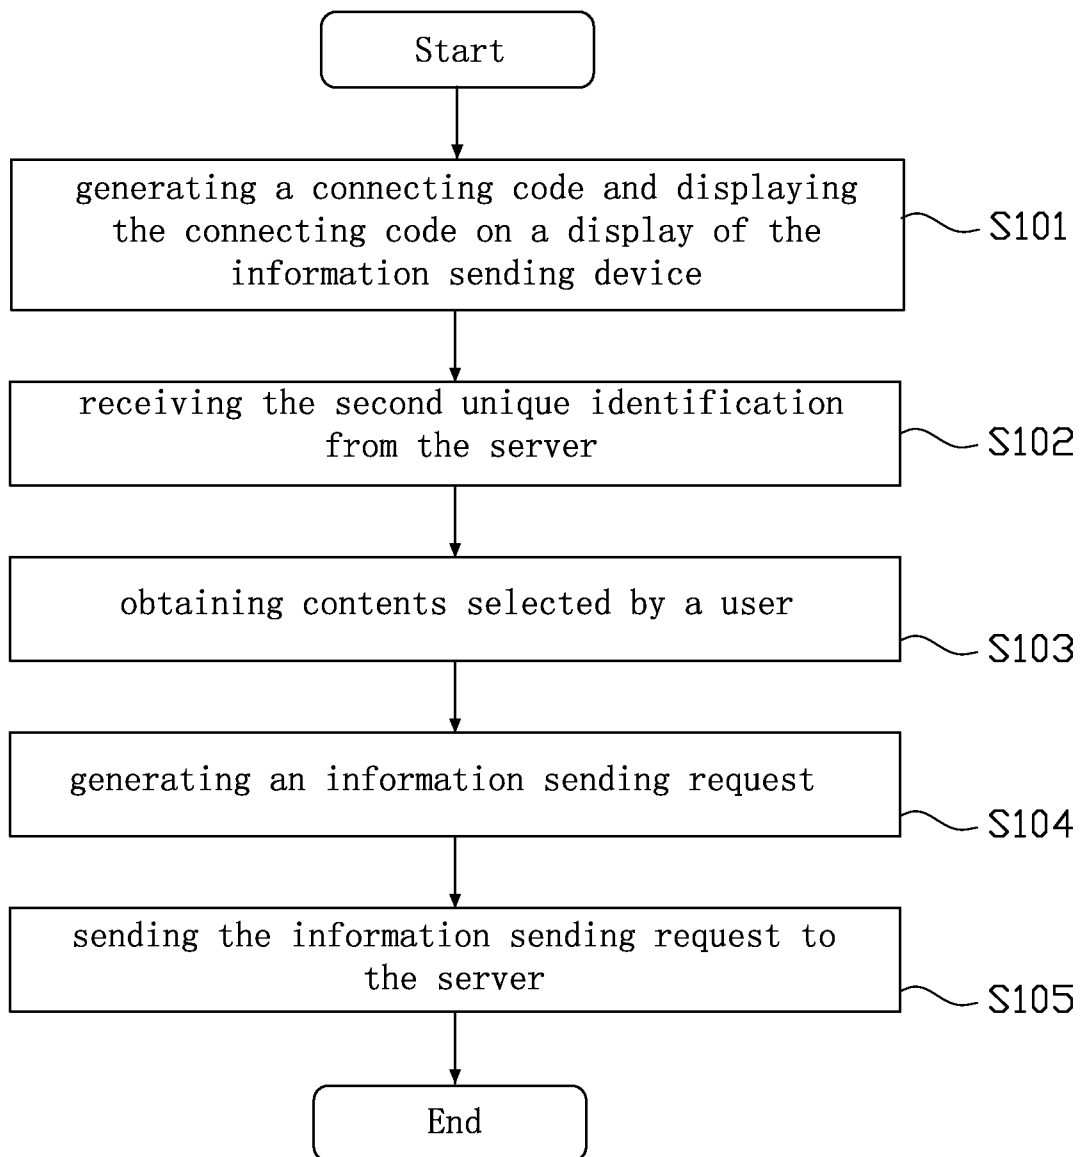 Start
generating a connecting code and displaying
the connecting code on a display of the
information sending device
S101
receiving the second unique identification
from the server
S102
obtaining contents selected by a user
S103
generating an information sending request
S104
sending the information sending request to
the server
S105
End